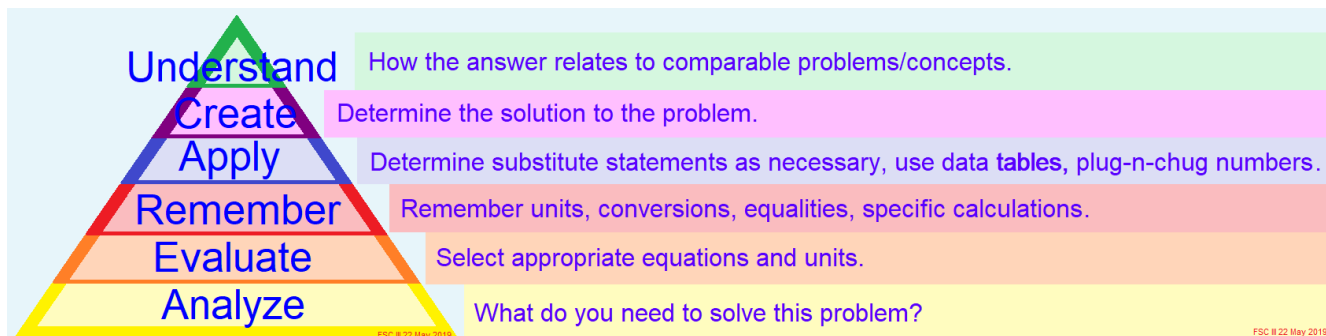 Understand How the answer relates to comparable problems/concepts.
Create Determine the solution to the problem.
Apply Determine substitute statements as necessary, use data tables, plug-n-chug numbers.
Remember Remember units, conversions, equalities, specific calculations.
Evaluate Select appropriate equations and units.
Analyze What do you need to solve this problem?
FSC III 22 May 2019 FSC III 22 May 2019